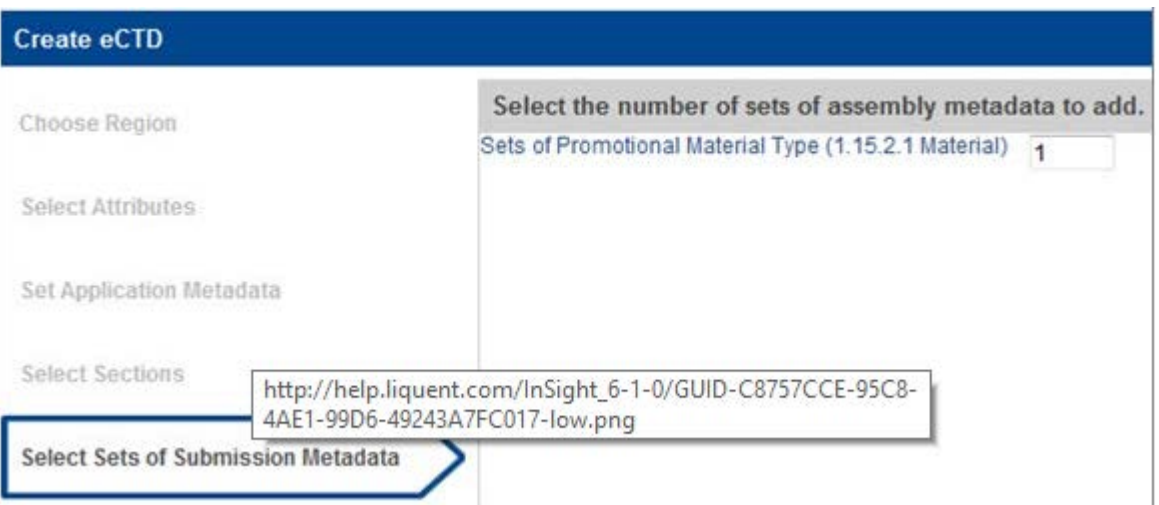 Create eCTD
Choose Region
Select the number of sets of assembly metadata to add.
Sets of Promotional Material Type (1.15.2.1 Material) 1
Select Attributes
Set Application Metadata
Select Sections
http://help.liquent.com/InSight_6-1-0/GUID-C8757CCE-95C8-
4AE1-99D6-49243A7FC017-low.png
Select Sets of Submission Metadata